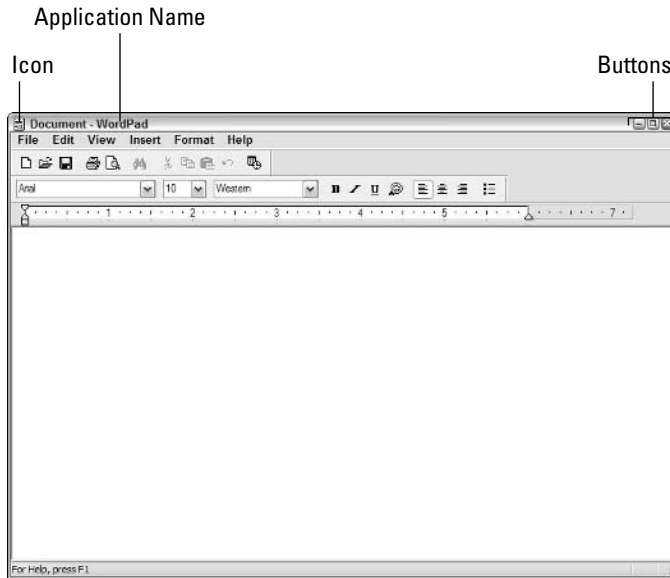 Application Name
Icon
Buttons
Document - WordPad
File Edit View Insert Format Help
Arial 10 Western B I U
1 2 3 4 5 7
For Help, press F1